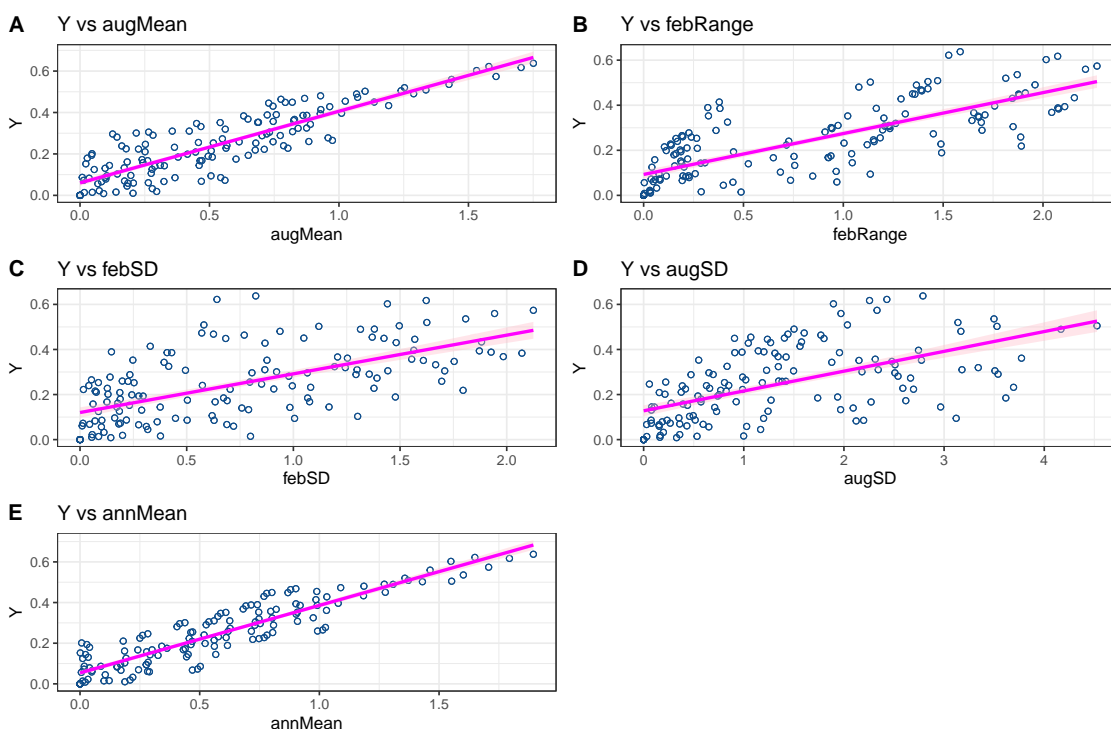 A
Y vs augMean
Y
0.6
0.4
0.2
0.0
0.0 0.5 1.0 1.5
augMean
B
Y vs febRange
Y
0.6
0.4
0.2
0.0
0.0 0.5 1.0 1.5 2.0
febRange
C
Y vs febSD
Y
0.6
0.4
0.2
0.0
0.0 0.5 1.0 1.5 2.0
febSD
D
Y vs augSD
Y
0.6
0.4
0.2
0.0
0 1 2 3 4
augSD
E
Y vs annMean
Y
0.6
0.4
0.2
0.0
0.0 0.5 1.0 1.5
annMean